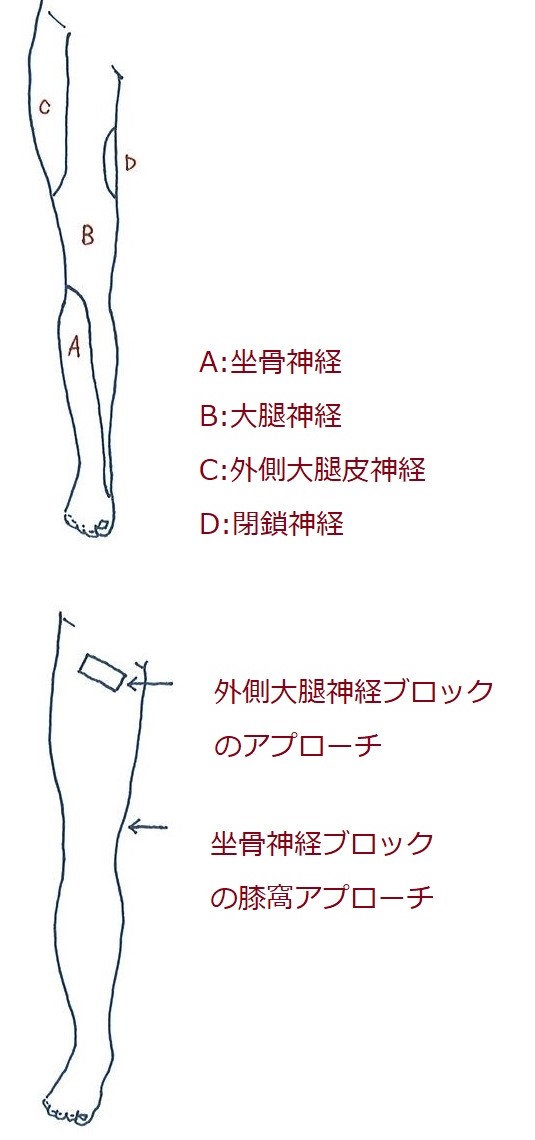 C
D
B
A
A:坐骨神経
B:大腿神経
C:外側大腿皮神経
D:閉鎖神経
外側大腿神経ブロック
のアプローチ
坐骨神経ブロック
の膝窩アプローチ